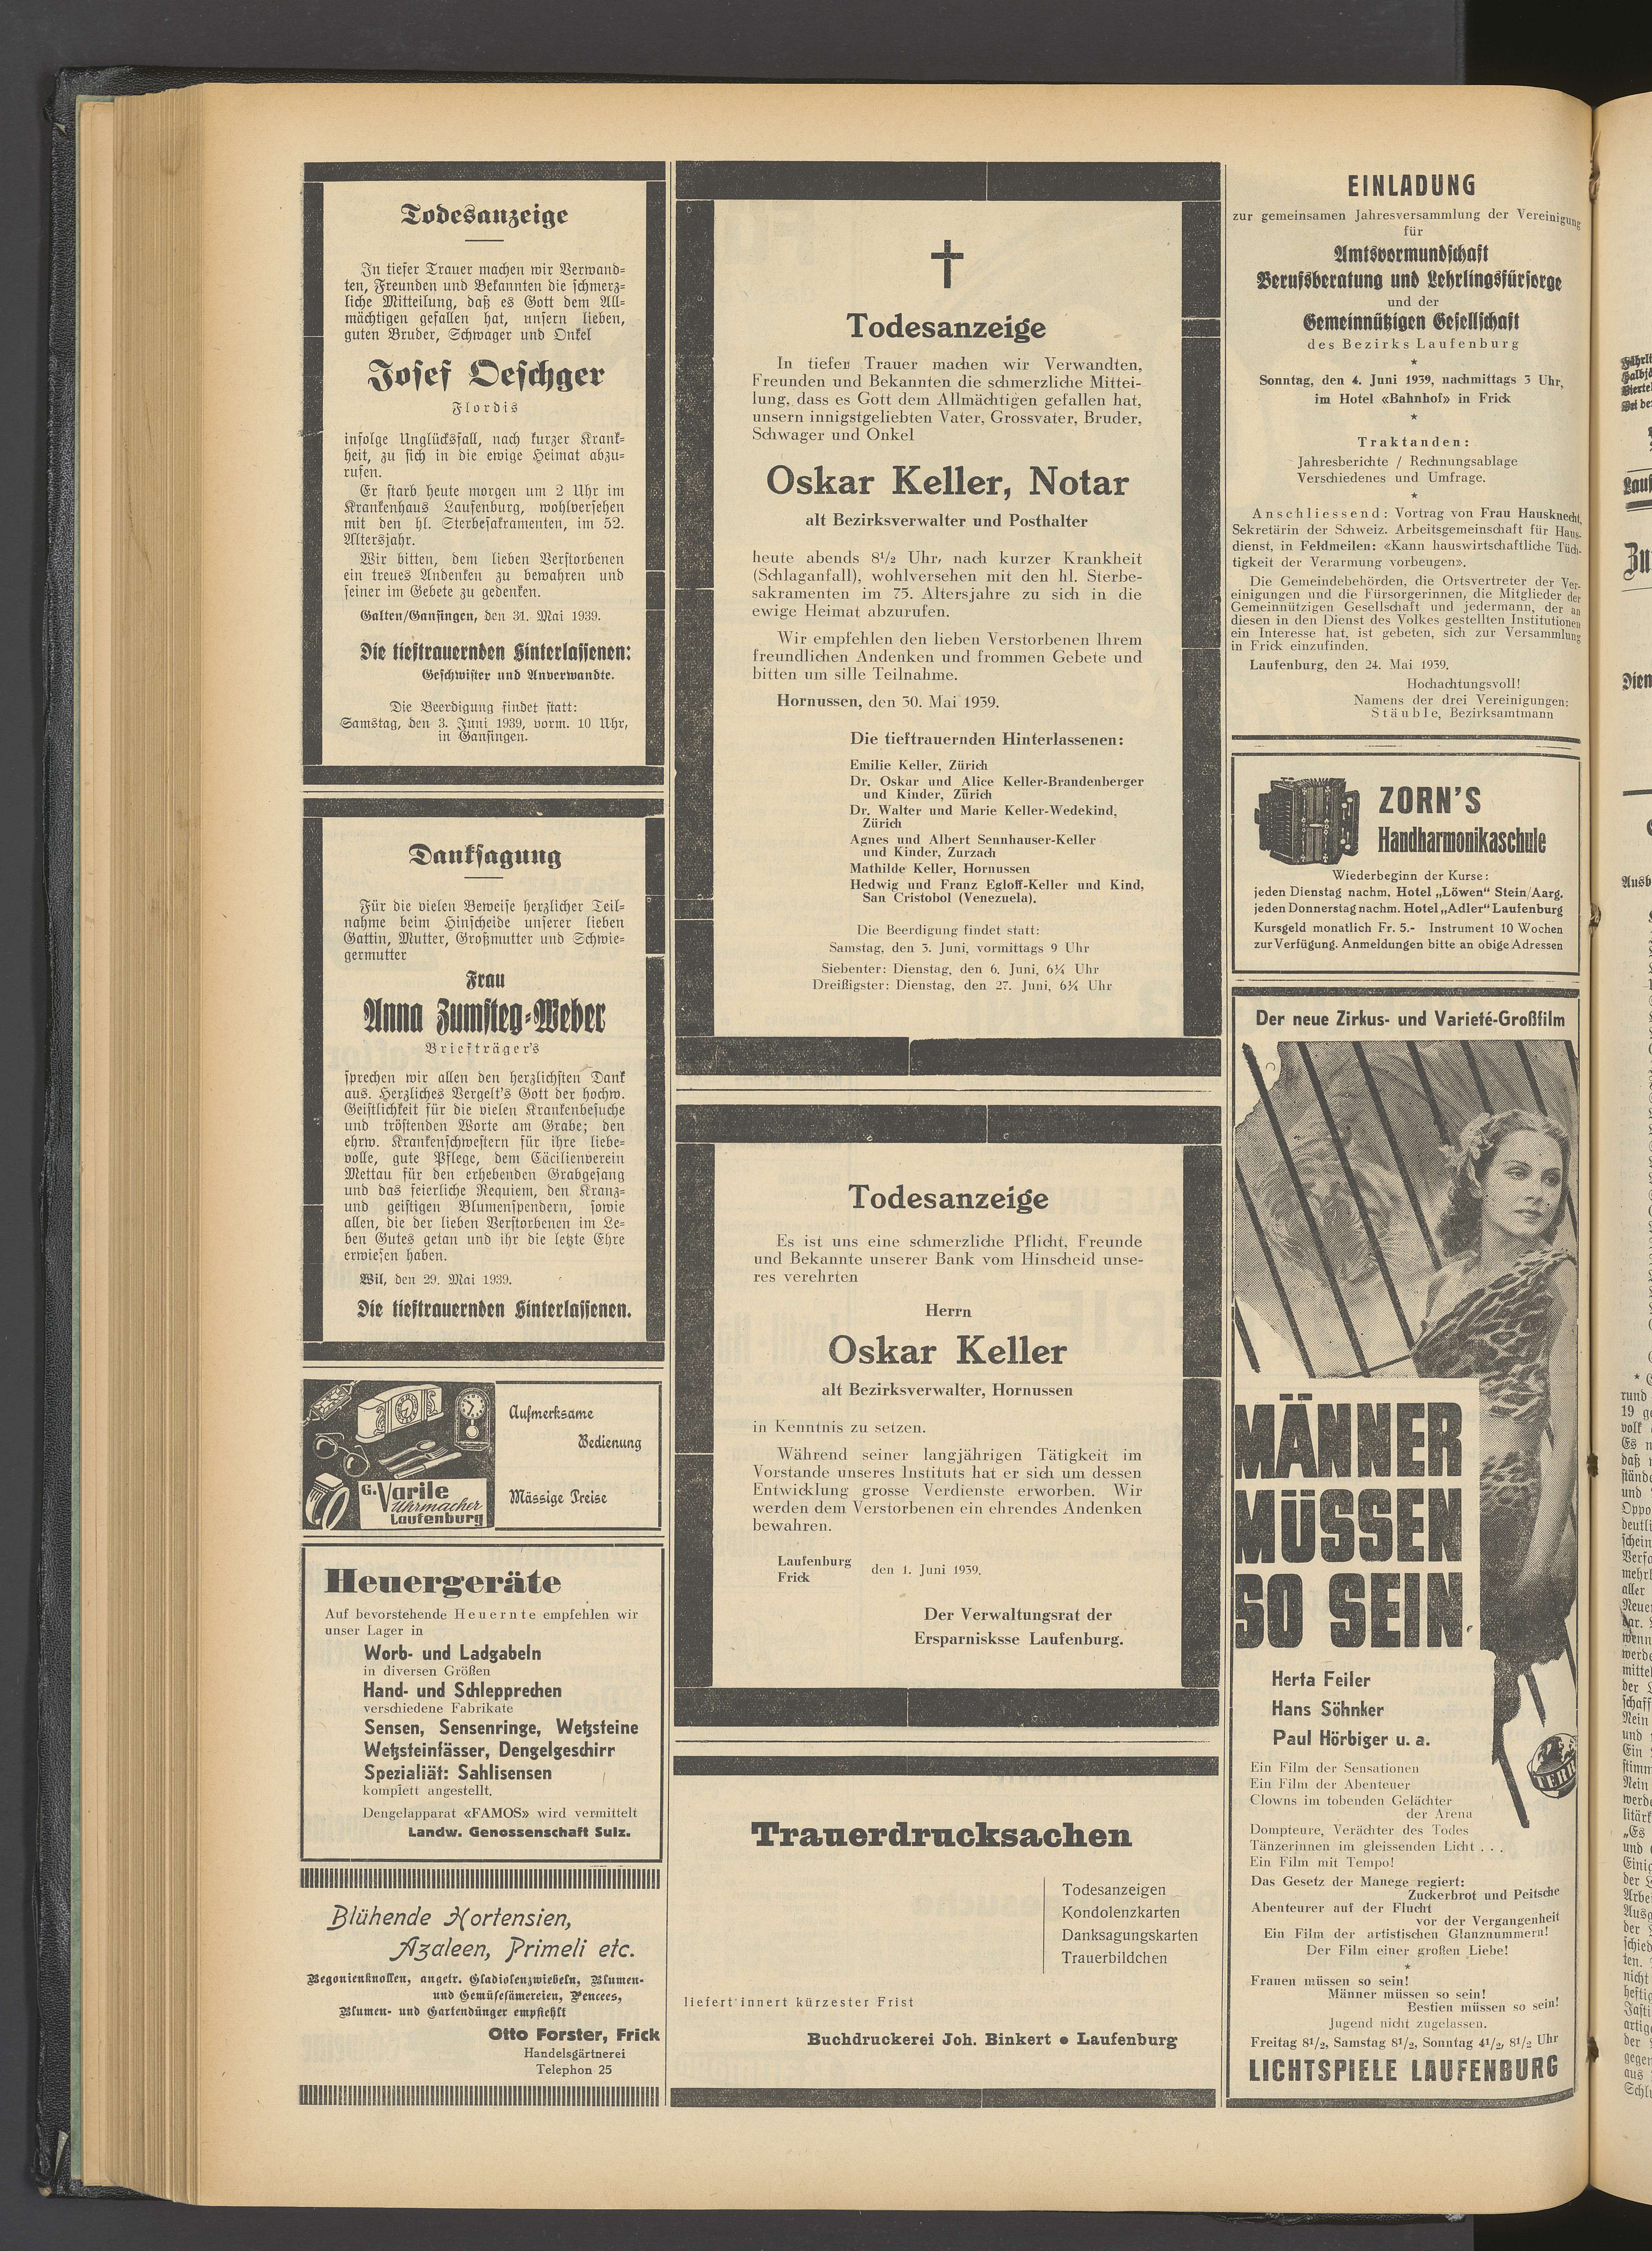 Todesanzeige
In tiefer Trauer machen wir Verwand-
ten, Freunden und Bekannten die schmerz-
liche Mitteilung, daß es Gott dem All-
mächtigen gefallen hat, unsern lieben,
guten Bruder, Schwager und Onkel
Josef Oeschger
Flordis
infolge Unglücksfall, nach kurzer Krank-
heit, zu sich in die ewige Heimat abzu-
rufen.
Er starb heute morgen um 2 Uhr im
Krankenhaus Laufenburg, wohlversehen
mit den hl. Sterbesakramenten, im 52.
Altersjahr.
Wir bitten, dem lieben Verstorbenen
ein treues Andenken zu bewahren und
seiner im Gebete zu gedenken.
Galten/Gansingen, den 31. Mai 1939.
Die tieftrauernden Hinterlassenen:
Geschwister und Anverwandte.
Die Beerdigung findet statt:
Samstag, den 3. Juni 1939, vorm. 10 Uhr,
in Gansingen.
Danksagung
Für die vielen Beweise herzlicher Teil-
nahme beim Hinscheide unserer lieben
Gattin, Mutter, Großmutter und Schwie-
germutter
Frau
Anna Zumsteg-Weber
Briefträger's
sprechen wir allen den herzlichsten Dank
aus. Herzliches Vergelt's Gott der hochw.
Geistlichkeit für die vielen Krankenbesuche
und tröstenden Worte am Grabe; den
ehrw. Krankenschwestern für ihre liebe-
volle, gute Pflege, dem Cäcilienverein
Mettau für den erhebenden Grabgesang
und das feierliche Requiem, den Kranz-
und geistigen Blumenspendern, sowie
allen, die der lieben Verstorbenen im Le-
ben Gutes getan und ihr die letzte Ehre
erwiesen haben.
Wil, den 29. Mai 1939.
Die tieftrauernden Hinterlassenen.
Aufmerksame
Bedienung
Mässige Preise
G. Varile
Uhrmacher
Laufenburg
Heuergeräte
Auf bevorstehende Heuernte empfehlen wir
unser Lager in
Worb- und Ladgabeln
in diversen Größen
Hand- und Schlepprechen
verschiedene Fabrikate
Sensen, Sensenringe, Wetzsteine
Wetzsteinfässer, Dengelgeschirr
Spezialiät: Sahlisensen
komplett angestellt.
Dengelapparat «FAMOS» wird vermittelt
Landw. Genossenschaft Sulz.
Blühende Hortensien,
Azaleen, Primeli etc.
Begonienknollen, angetr. Gladiolenzwiebeln, Blumen-
und Gemüsesämereien, Pencees,
Blumen- und Gartendünger empfiehlt
Otto Forster, Frick
Handelsgärtnerei
Telephon 25
Todesanzeige
In tiefer Trauer machen wir Verwandten,
Freunden und Bekannten die schmerzliche Mittei-
lung, dass es Gott dem Allmächtigen gefallen hat,
unsern innigstgeliebten Vater, Grossvater, Bruder,
Schwager und Onkel
Oskar Keller, Notar
alt Bezirksverwalter und Posthalter
heute abends 8½ Uhr, nach kurzer Krankheit
(Schlaganfall), wohlversehen mit den hl. Sterbe-
sakramenten im 75. Altersjahre zu sich in die
ewige Heimat abzurufen.
Wir empfehlen den lieben Verstorbenen Ihrem
freundlichen Andenken und frommen Gebete und
bitten um sille Teilnahme.
Hornussen, den 30. Mai 1939.
Die tieftrauernden Hinterlassenen:
Emilie Keller, Zürich
Dr. Oskar und Alice Keller-Brandenberger
und Kinder, Zürich
Dr. Walter und Marie Keller-Wedekind,
Zürich
Agnes und Albert Sennhauser-Keller
und Kinder, Zurzach
Mathilde Keller, Hornussen
Hedwig und Franz Egloff-Keller und Kind,
San Cristobol (Venezuela).
Die Beerdigung findet statt:
Samstag, den 3. Juni, vormittags 9 Uhr
Siebenter: Dienstag, den 6. Juni, 6¼ Uhr
Dreißigster: Dienstag, den 27. Juni, 6¼ Uhr
Todesanzeige
Es ist uns eine schmerzliche Pflicht, Freunde
und Bekannte unserer Bank vom Hinscheid unse-
res verehrten
Herrn
Oskar Keller
alt Bezirksverwalter, Hornussen
in Kenntnis zu setzen.
Während seiner langjährigen Tätigkeit im
Vorstande unseres Instituts hat er sich um dessen
Entwicklung grosse Verdienste erworben. Wir
werden dem Verstorbenen ein ehrendes Andenken
bewahren.
Laufenburg
Frick
den 1. Juni 1939.
Der Verwaltungsrat der
Ersparnisksse Laufenburg.
Trauerdrucksachen
Todesanzeigen
Kondolenzkarten
Danksagungskarten
Trauerbildchen
liefert innert kürzester Frist
Buchdruckerei Joh. Binkert • Laufenburg
EINLADUNG
zur gemeinsamen Jahresversammlung der Vereinigung
für
Amtsvormundschaft
Berufsberatung und Lehrlingsfürsorge
und der
Gemeinnützigen Gesellschaft
des Bezirks Laufenburg
*
Sonntag, den 4. Juni 1939, nachmittags 3 Uhr,
im Hotel «Bahnhof» in Frick
*
Traktanden:
Jahresberichte / Rechnungsablage
Verschiedenes und Umfrage.
*
Anschliessend: Vortrag von Frau Hausknecht,
Sekretärin der Schweiz. Arbeitsgemeinschaft für Haus-
dienst, in Feldmeilen: «Kann hauswirtschaftliche Tüch-
tigkeit der Verarmung vorbeugen».
Die Gemeindebehörden, die Ortsvertreter der Ver-
einigungen und die Fürsorgerinnen, die Mitglieder der
Gemeinnützigen Gesellschaft und jedermann, der an
diesen in den Dienst des Volkes gestellten Institutionen
ein Interesse hat, ist gebeten, sich zur Versammlung
in Frick einzufinden.
Laufenburg, den 24. Mai 1939.
Hochachtungsvoll!
Namens der drei Vereinigungen:
Stäuble, Bezirksamtmann
ZORN'S
Handharmonikaschule
Wiederbeginn der Kurse:
jeden Dienstag nachm. Hotel „Löwen" Stein/Aarg.
jeden Donnerstag nachm. Hotel „Adler" Laufenburg
Kursgeld monatlich Fr. 5.- Instrument 10 Wochen
zur Verfügung. Anmeldungen bitte an obige Adressen
Der neue Zirkus- und Varieté-Großfilm
MÄNNER
MÜSSEN
SO SEIN
Herta Feiler
Hans Söhnker
Paul Hörbiger u. a.
TERR
Ein Film der Sensationen
Ein Film der Abenteuer
Clowns im tobenden Gelächter
der Arena
Dompteure, Verächter des Todes
Tänzerinnen im gleissenden Licht . . .
Ein Film mit Tempo!
Das Gesetz der Manege regiert:
Zuckerbrot und Peitsche
Abenteurer auf der Flucht
vor der Vergangenheit
Ein Film der artistischen Glanznummern!
Der Film einer großen Liebe!
*
Frauen müssen so sein!
Männer müssen so sein!
Bestien müssen so sein!
Jugend nicht zugelassen.
Freitag 8½, Samstag 8½, Sonntag 4½, 8½ Uhr
LICHTSPIELE LAUFENBURG